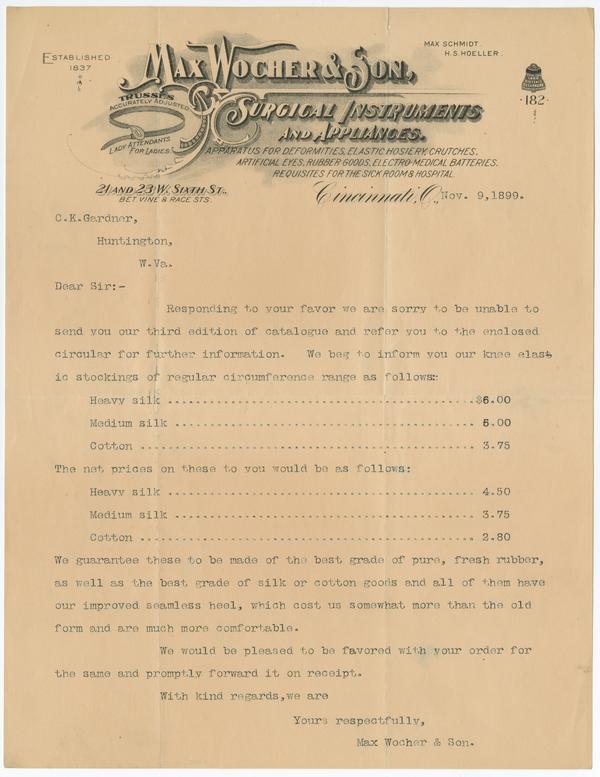 ESTABLISHED
1837
MAX WOCHER & SON,
MAX SCHMIDT.
H.S. HOELLER.
182
TRUSSES
ACCURATELY ADJUSTED
LADY ATTENDANTS
FOR LADIES
SURGICAL INSTRUMENTS
AND APPLIANCES.
APPARATUS FOR DEFORMITIES, ELASTIC HOSIERY, CRUTCHES,
ARTIFICIAL EYES, RUBBER GOODS, ELECTRO-MEDICAL BATTERIES.
REQUISITES FOR THE SICK ROOM & HOSPITAL.
21 AND 23 W. SIXTH ST.,
BET VINE & RACE STS.
Cincinnati, O., Nov. 9,1899.
C.K.Gardner,
Huntington,
W.Va.
Dear Sir:-
Responding to your favor we are sorry to be unable to
send you our third edition of catalogue and refer you to the enclosed
circular for further information. We beg to inform you our knee elast
ic stockings of regular circumference range as follows:
Heavy silk ........................................ $6.00
Medium silk ........................................ 5.00
Cotton ........................................ 3.75
The net prices on these to you would be as follows:
Heavy silk ........................................ 4.50
Medium silk ........................................ 3.75
Cotton ........................................ 2.80
We guarantee these to be made of the best grade of pure, fresh rubber,
as well as the best grade of silk or cotton goods and all of them have
our improved seamless heel, which cost us somewhat more than the old
form and are much more comfortable.
We would be pleased to be favored with your order for
the same and promptly forward it on receipt.
With kind regards,we are
Yours respectfully,
Max Wocher & Son.